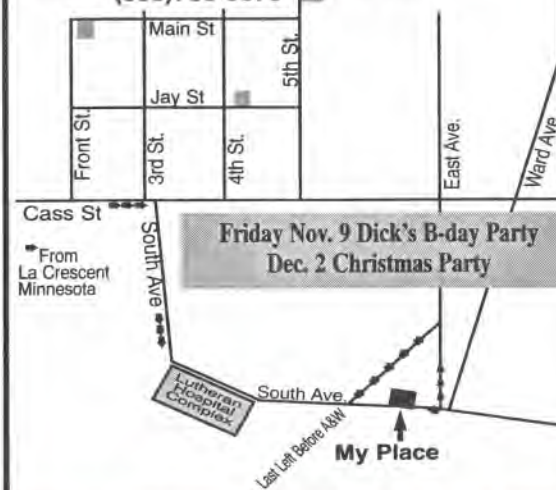 Main St
5th St.
Jay St
Front St.
3rd St.
4th St.
East Ave.
Ward Ave.
Cass St
From
La Crescent
Minnesota
South Ave
Friday Nov. 9 Dick's B-day Party
Dec. 2 Christmas Party
Lutheran
Hospital
Complex
South Ave.
Last Left Before A&W
My Place